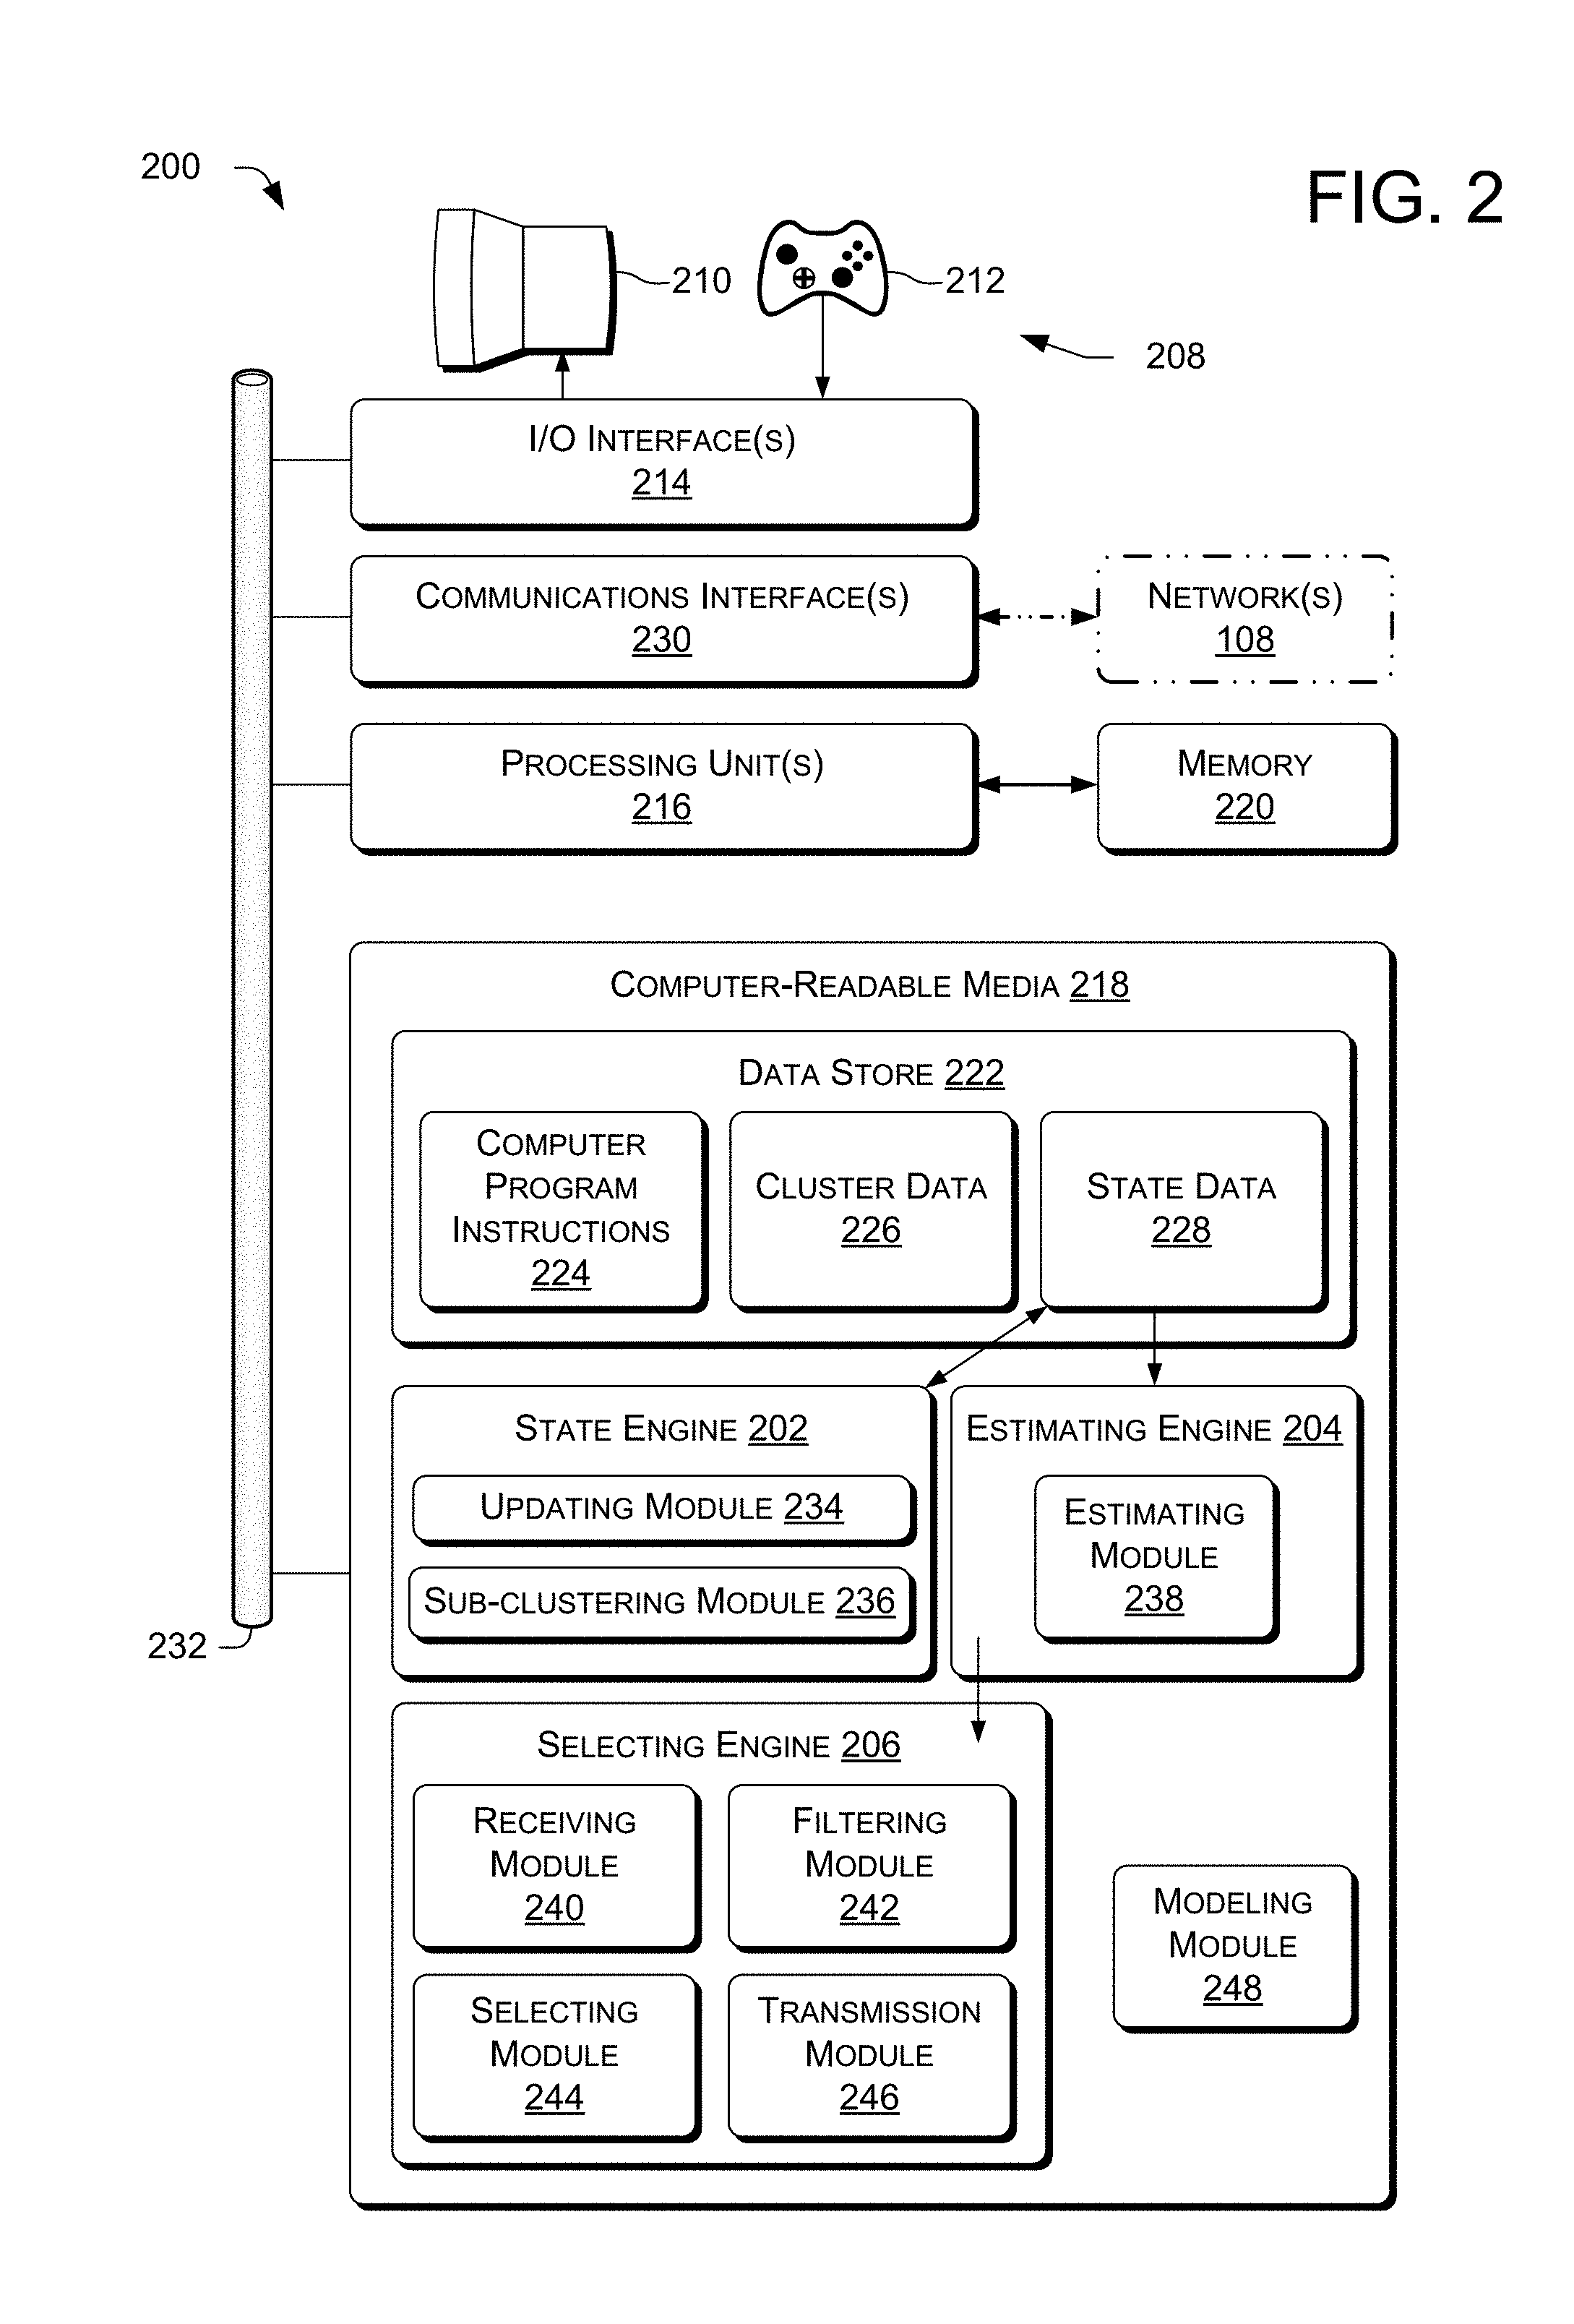 200
FIG. 2
210
212
208
I/O INTERFACE(S)
214
COMMUNICATIONS INTERFACE(S)
230
NETWORK(S)
108
PROCESSING UNIT(S)
216
MEMORY
220
COMPUTER-READABLE MEDIA 218
DATA STORE 222
COMPUTER
PROGRAM
INSTRUCTIONS
224
CLUSTER DATA
226
STATE DATA
228
STATE ENGINE 202
UPDATING MODULE 234
SUB-CLUSTERING MODULE 236
ESTIMATING ENGINE 204
ESTIMATING
MODULE
238
232
SELECTING ENGINE 206
RECEIVING
MODULE
240
FILTERING
MODULE
242
SELECTING
MODULE
244
TRANSMISSION
MODULE
246
MODELING
MODULE
248